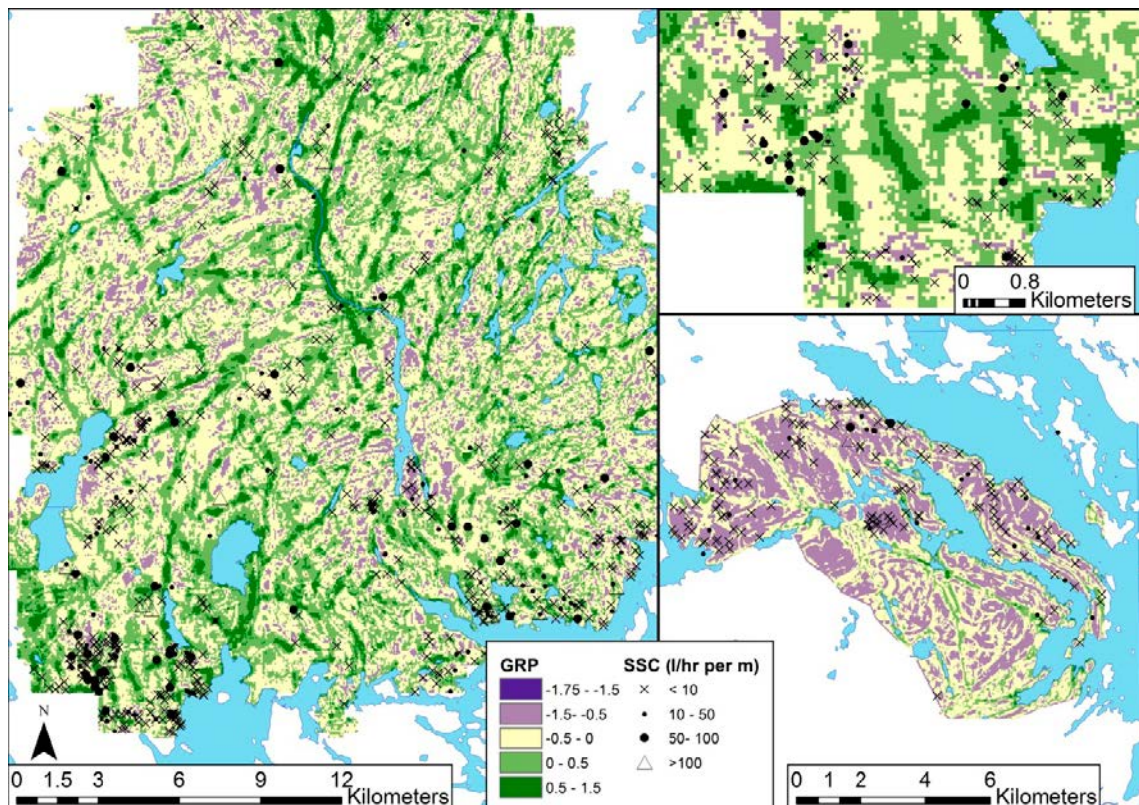 0 0.8
Kilometers
GRP SSC (l/hr per m)
-1.75 - -1.5 < 10
-1.5- -0.5 10 - 50
-0.5 - 0 50- 100
0 - 0.5 >100
0.5 - 1.5
N
0 1.5 3 6 9 12
Kilometers
0 1 2 4 6
Kilometers